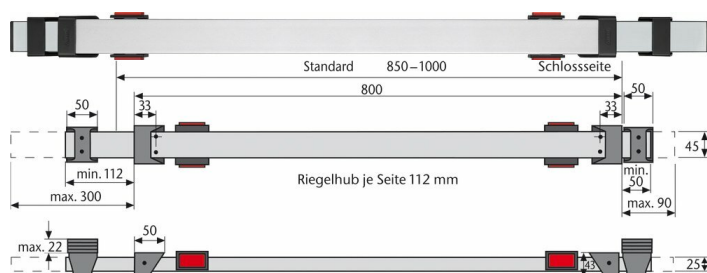 Standard 850–1000 Schlossseite
800
50 33 33 50
45
min. 112 Riegelhub je Seite 112 mm min. 50
max. 300 max. 90
50
max. 22
43 25